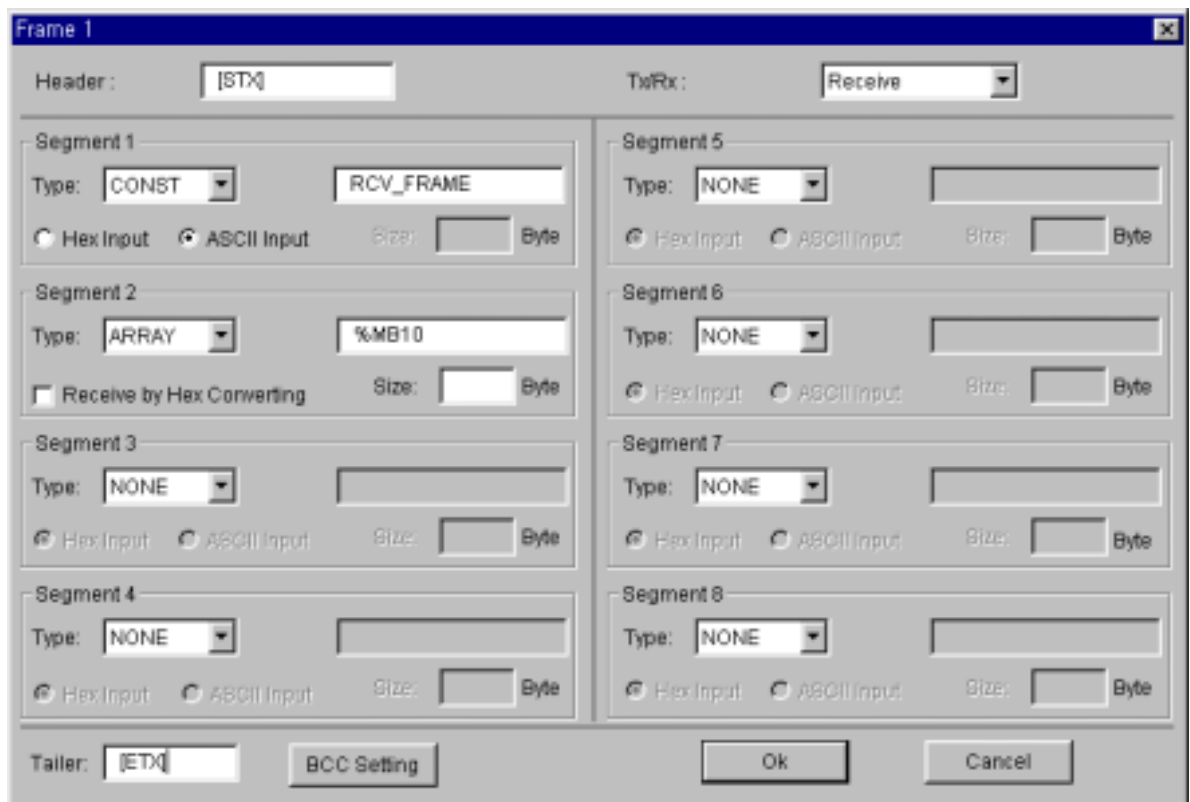 Frame 1
Header : [STX] Tx/Rx : Receive
Segment 1
Type: CONST RCV_FRAME
Hex Input ASCII Input Size: Byte
Segment 2
Type: ARRAY %MB10
Receive by Hex Converting Size: Byte
Segment 3
Type: NONE
Hex Input ASCII Input Size: Byte
Segment 4
Type: NONE
Hex Input ASCII Input Size: Byte
Segment 5
Type: NONE
Hex Input ASCII Input Size: Byte
Segment 6
Type: NONE
Hex Input ASCII Input Size: Byte
Segment 7
Type: NONE
Hex Input ASCII Input Size: Byte
Segment 8
Type: NONE
Hex Input ASCII Input Size: Byte
Tailer: [ETX] BCC Setting Ok Cancel